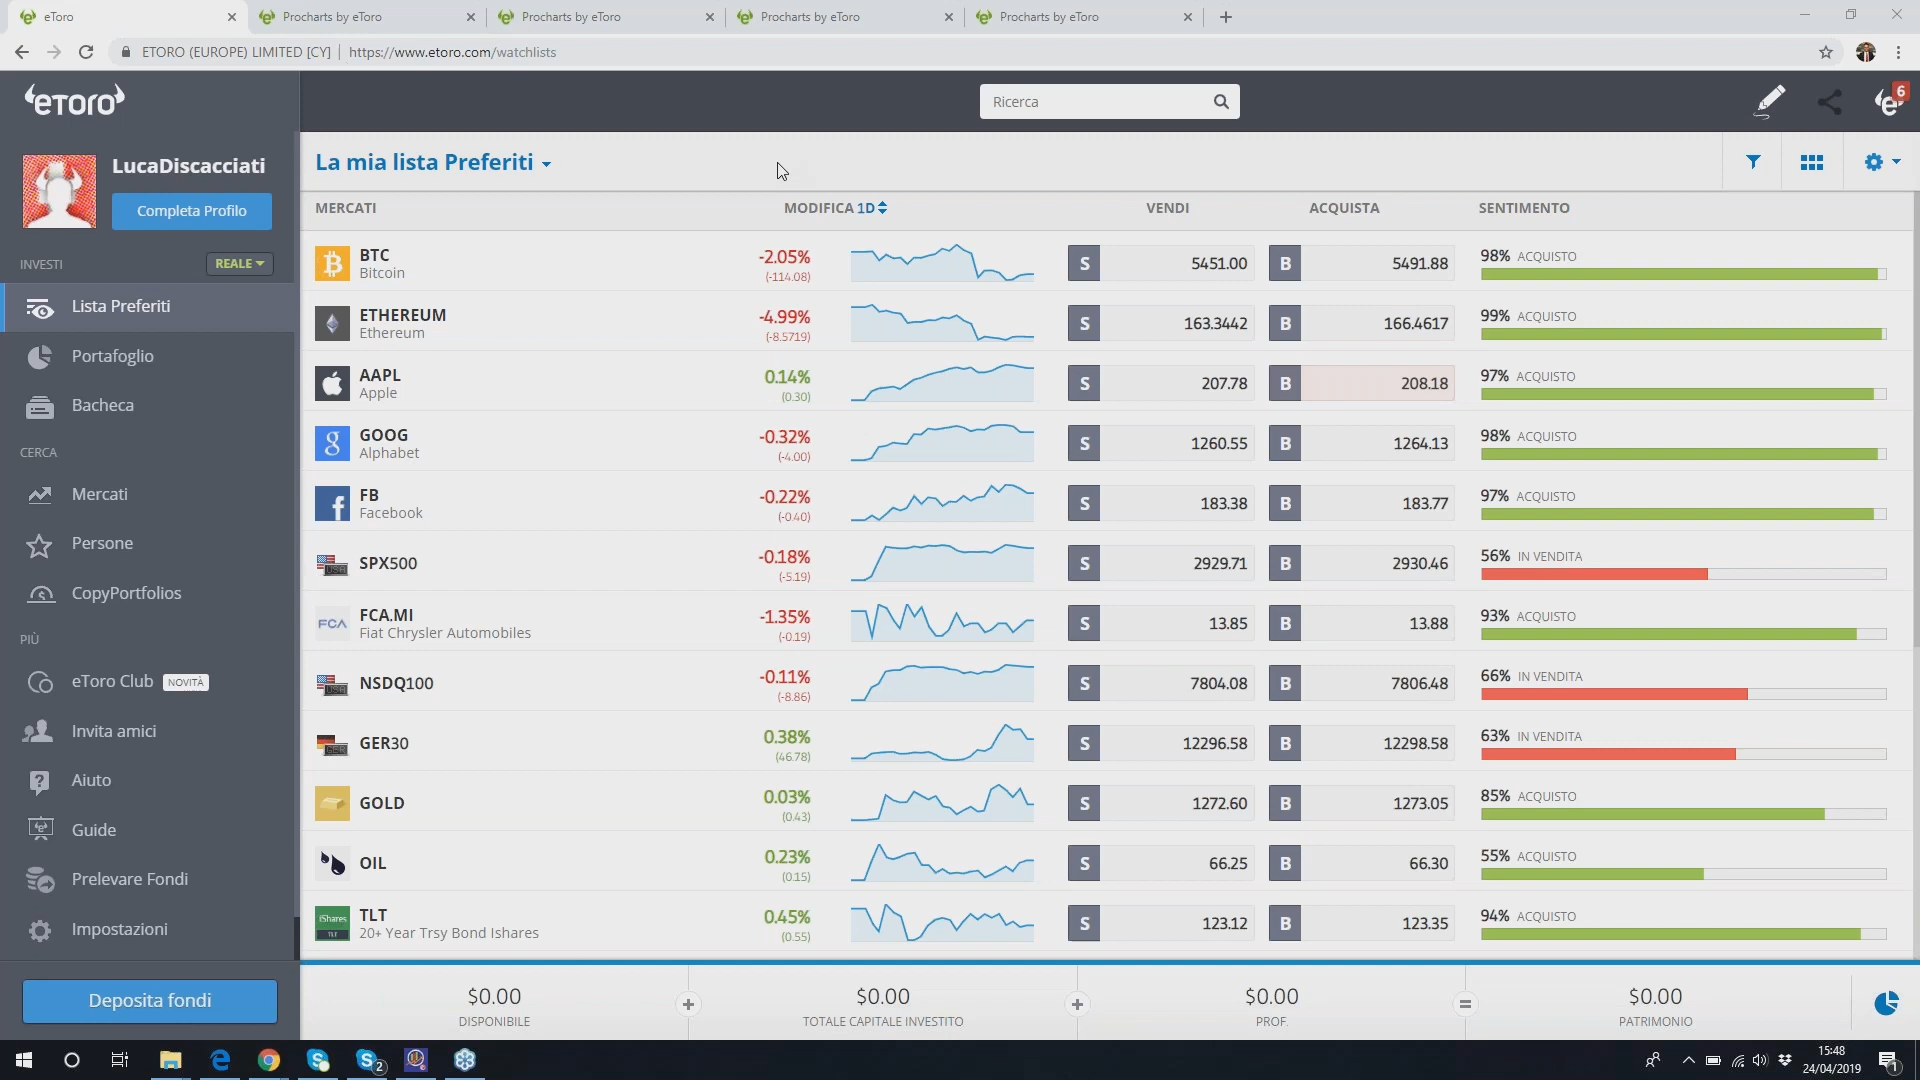 eToro
Procharts by eToro
Procharts by eToro
Procharts by eToro
Procharts by eToro
ETORO (EUROPE) LIMITED [CY] | https://www.etoro.com/watchlists
eTORO
Ricerca
6
LucaDiscacciati
Completa Profilo
INVESTI
REALE
Lista Preferiti
Portafoglio
Bacheca
CERCA
Mercati
Persone
CopyPortfolios
PIÙ
eToro Club NOVITÀ
Invita amici
Aiuto
Guide
Prelevare Fondi
Impostazioni
Deposita fondi
La mia lista Preferiti
MERCATI MODIFICA 1D VENDI ACQUISTA SENTIMENTO
BTC -2.05% S 5451.00 B 5491.88 98% ACQUISTO
Bitcoin (-114.08)
ETHEREUM -4.99% S 163.3442 B 166.4617 99% ACQUISTO
Ethereum (-8.5719)
AAPL 0.14% S 207.78 B 208.18 97% ACQUISTO
Apple (0.30)
GOOG -0.32% S 1260.55 B 1264.13 98% ACQUISTO
Alphabet (-4.00)
FB -0.22% S 183.38 B 183.77 97% ACQUISTO
Facebook (-0.40)
SPX500 -0.18% S 2929.71 B 2930.46 56% IN VENDITA
(-5.19)
FCA FCA.MI -1.35% S 13.85 B 13.88 93% ACQUISTO
Fiat Chrysler Automobiles (-0.19)
NSDQ100 -0.11% S 7804.08 B 7806.48 66% IN VENDITA
(-8.86)
GER30 0.38% S 12296.58 B 12298.58 63% IN VENDITA
(46.78)
GOLD 0.03% S 1272.60 B 1273.05 85% ACQUISTO
(0.43)
OIL 0.23% S 66.25 B 66.30 55% ACQUISTO
(0.15)
iShares TLT TLT 0.45% S 123.12 B 123.35 94% ACQUISTO
20+ Year Trsy Bond Ishares (0.55)
$0.00 + $0.00 + $0.00 = $0.00
DISPONIBILE TOTALE CAPITALE INVESTITO PROF. PATRIMONIO
2
15:48
24/04/2019
1